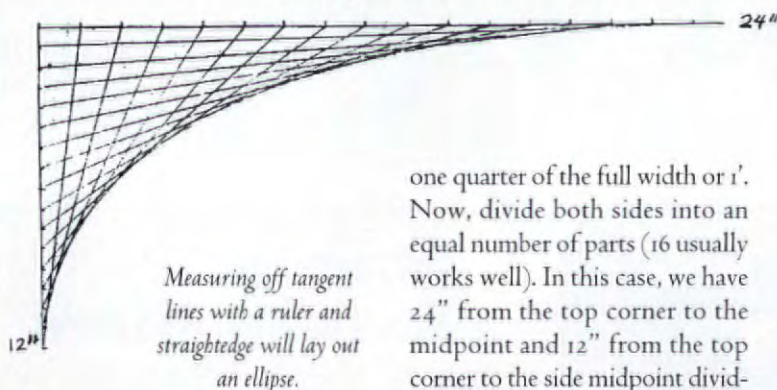 24"
12"
Measuring off tangent
lines with a ruler and
straightedge will lay out
an ellipse.
one quarter of the full width or 1'.
Now, divide both sides into an
equal number of parts (16 usually
works well). In this case, we have
24" from the top corner to the
midpoint and 12" from the top
corner to the side midpoint divid-